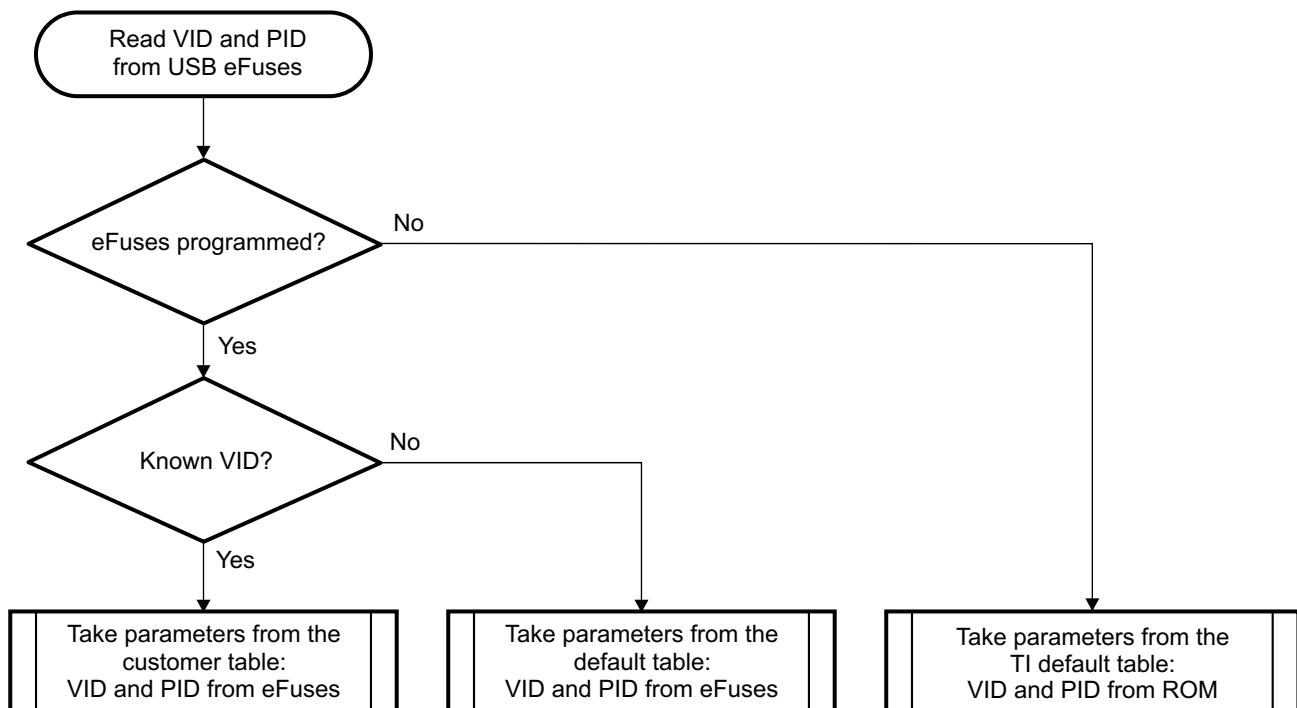 Read VID and PID
from USB eFuses
eFuses programmed?
No
Yes
Known VID?
No
Yes
Take parameters from the
customer table:
VID and PID from eFuses
Take parameters from the
default table:
VID and PID from eFuses
Take parameters from the
TI default table:
VID and PID from ROM